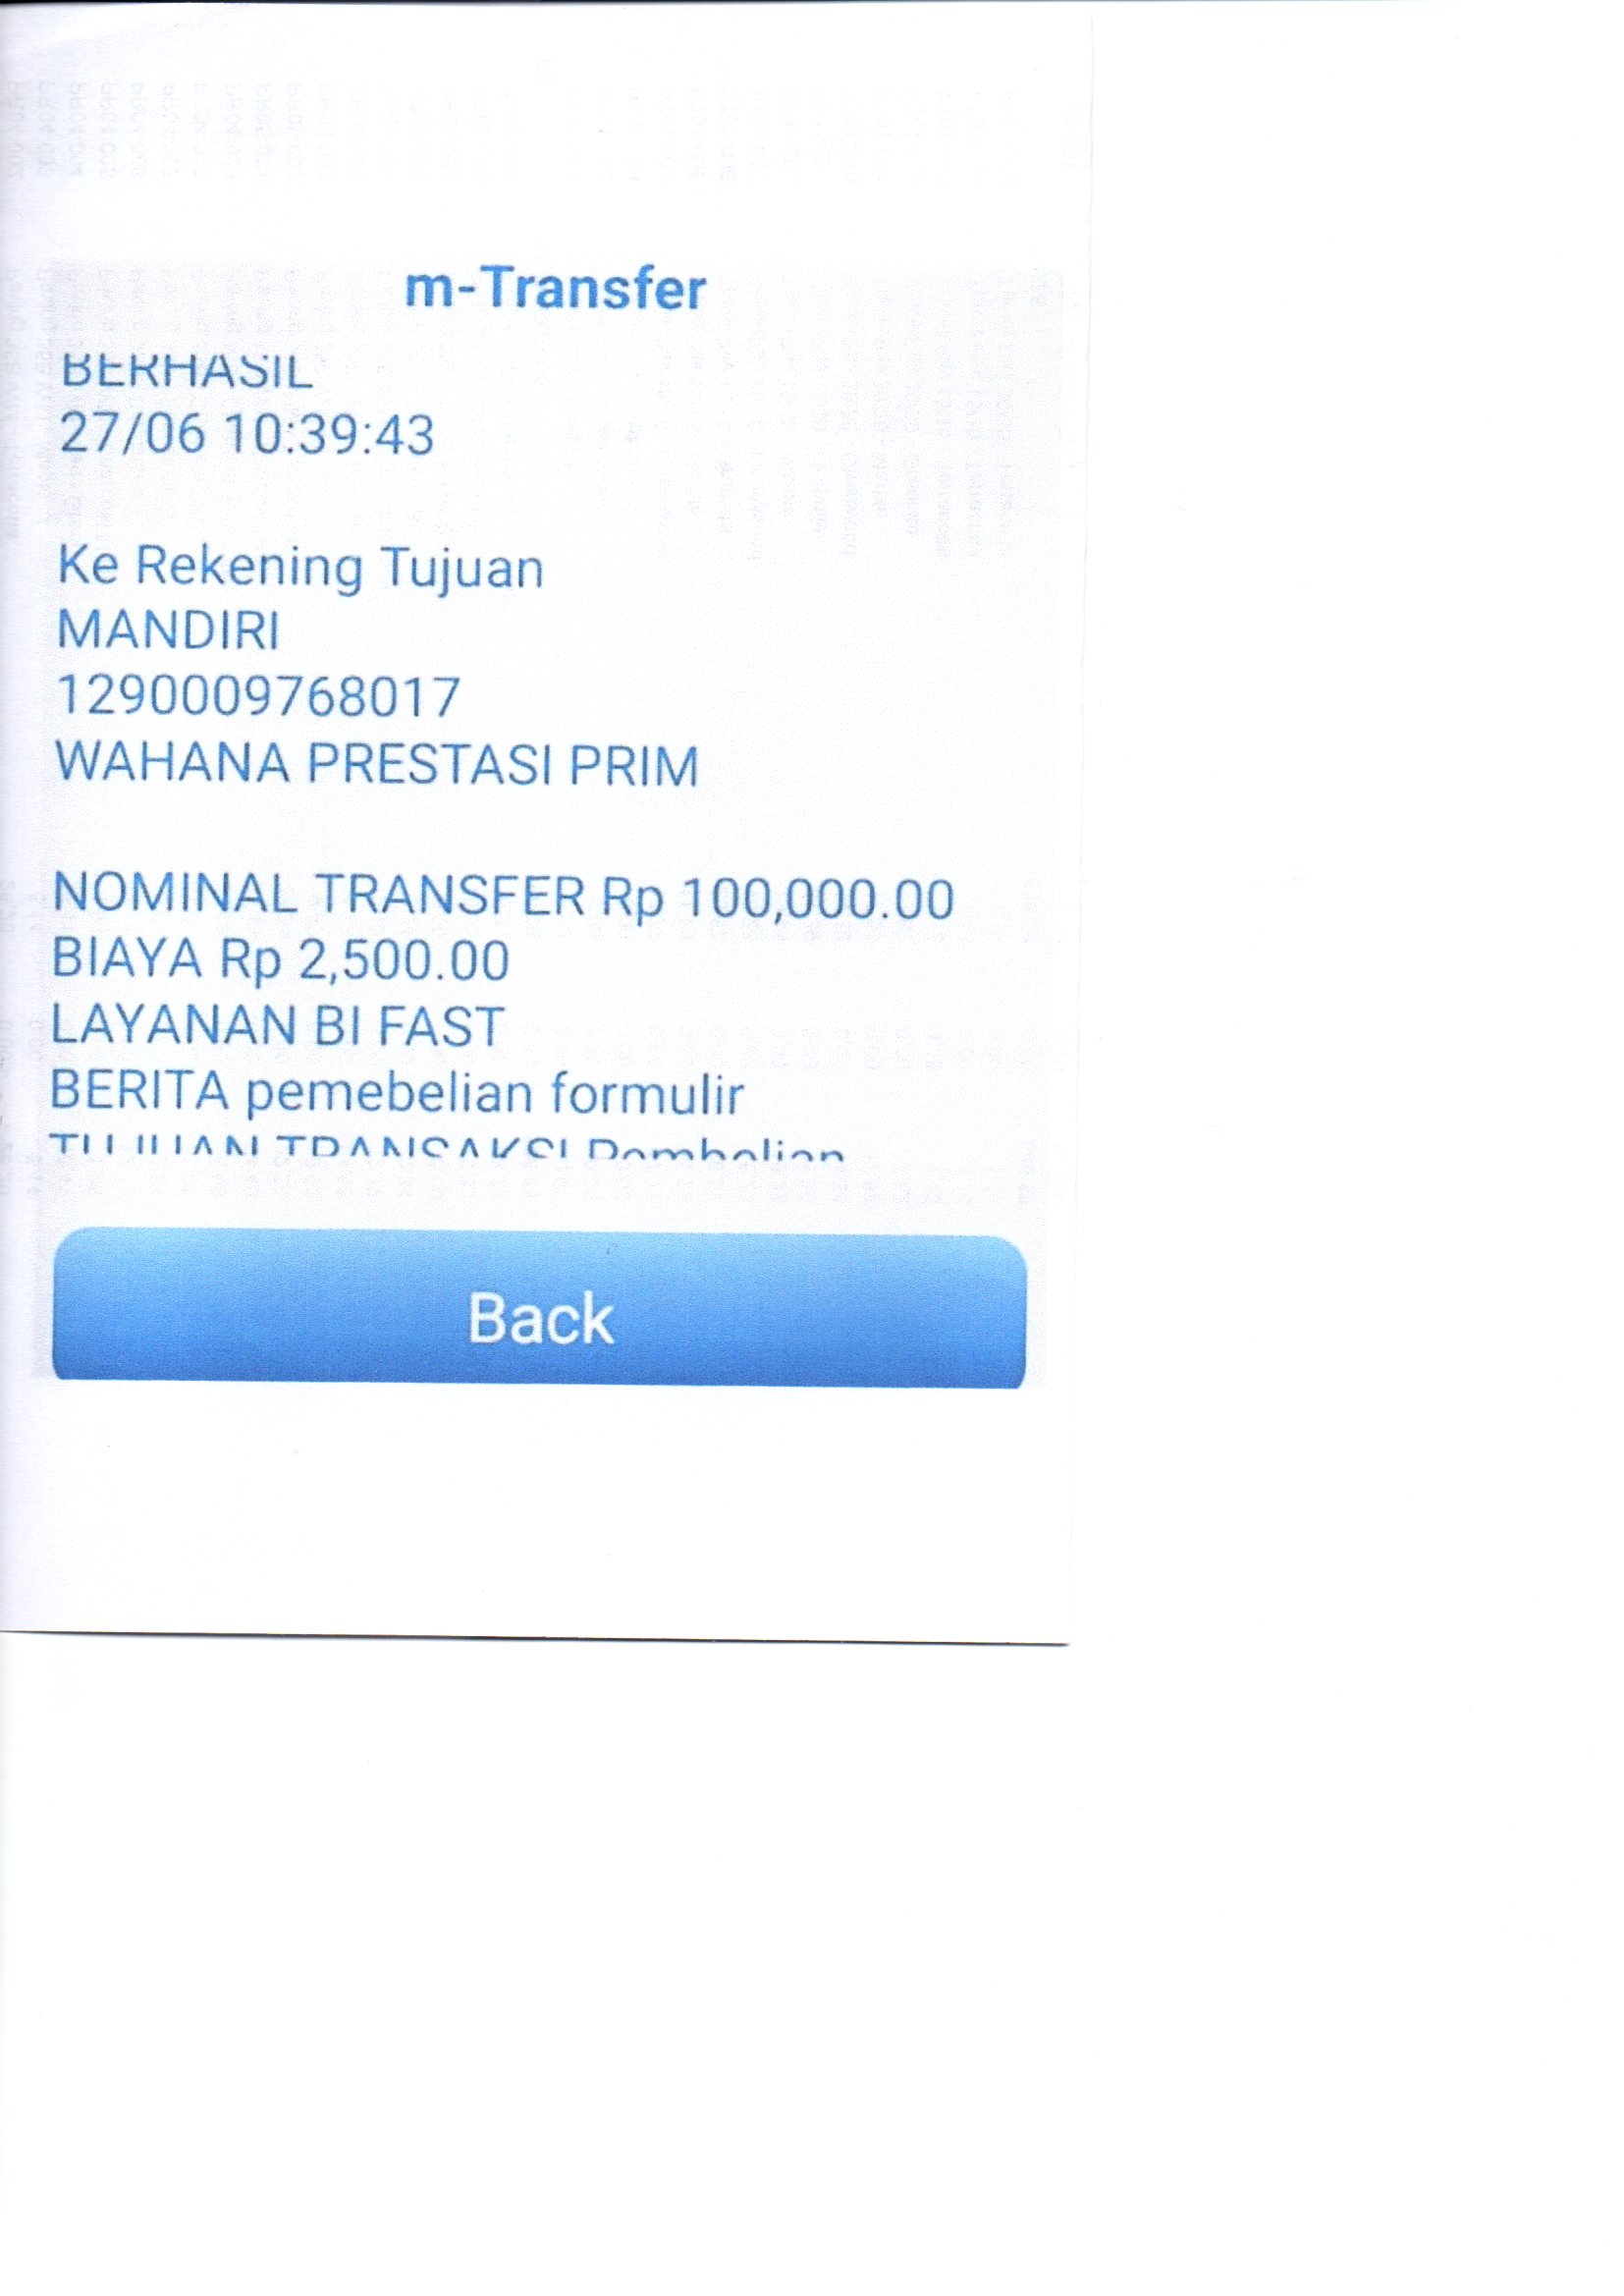 m-Transfer
BERHASIL
27/06 10:39:43
Ke Rekening Tujuan
MANDIRI
1290009768017
WAHANA PRESTASI PRIM
NOMINAL TRANSFER Rp 100,000.00
BIAYA Rp 2,500.00
LAYANAN BI FAST
BERITA pemebelian formulir
TUJUAN TRANSAKSI Pembelian
Back